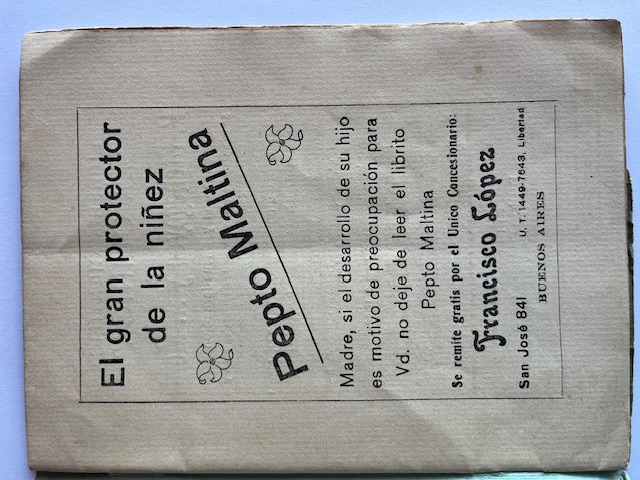 El gran protector
de la niñez
Pepto Maltina
Madre, si el desarrollo de su hijo
es motivo de preocupación para
Vd. no deje de leer el librito
Pepto Maltina
Se remite gratis por el Unico Concesionario:
Francisco López
San José 841 U. T. 1449-7643, Libertad
BUENOS AIRES